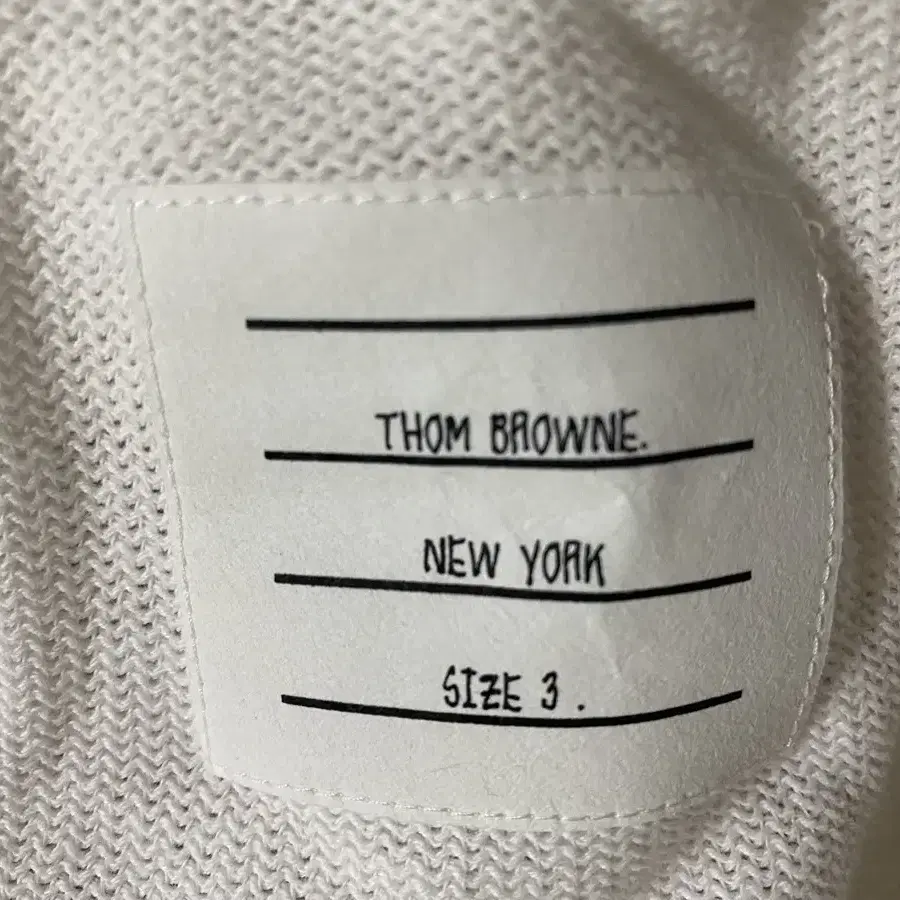 THOM BROWNE.
NEW YORK
SIZE 3 .